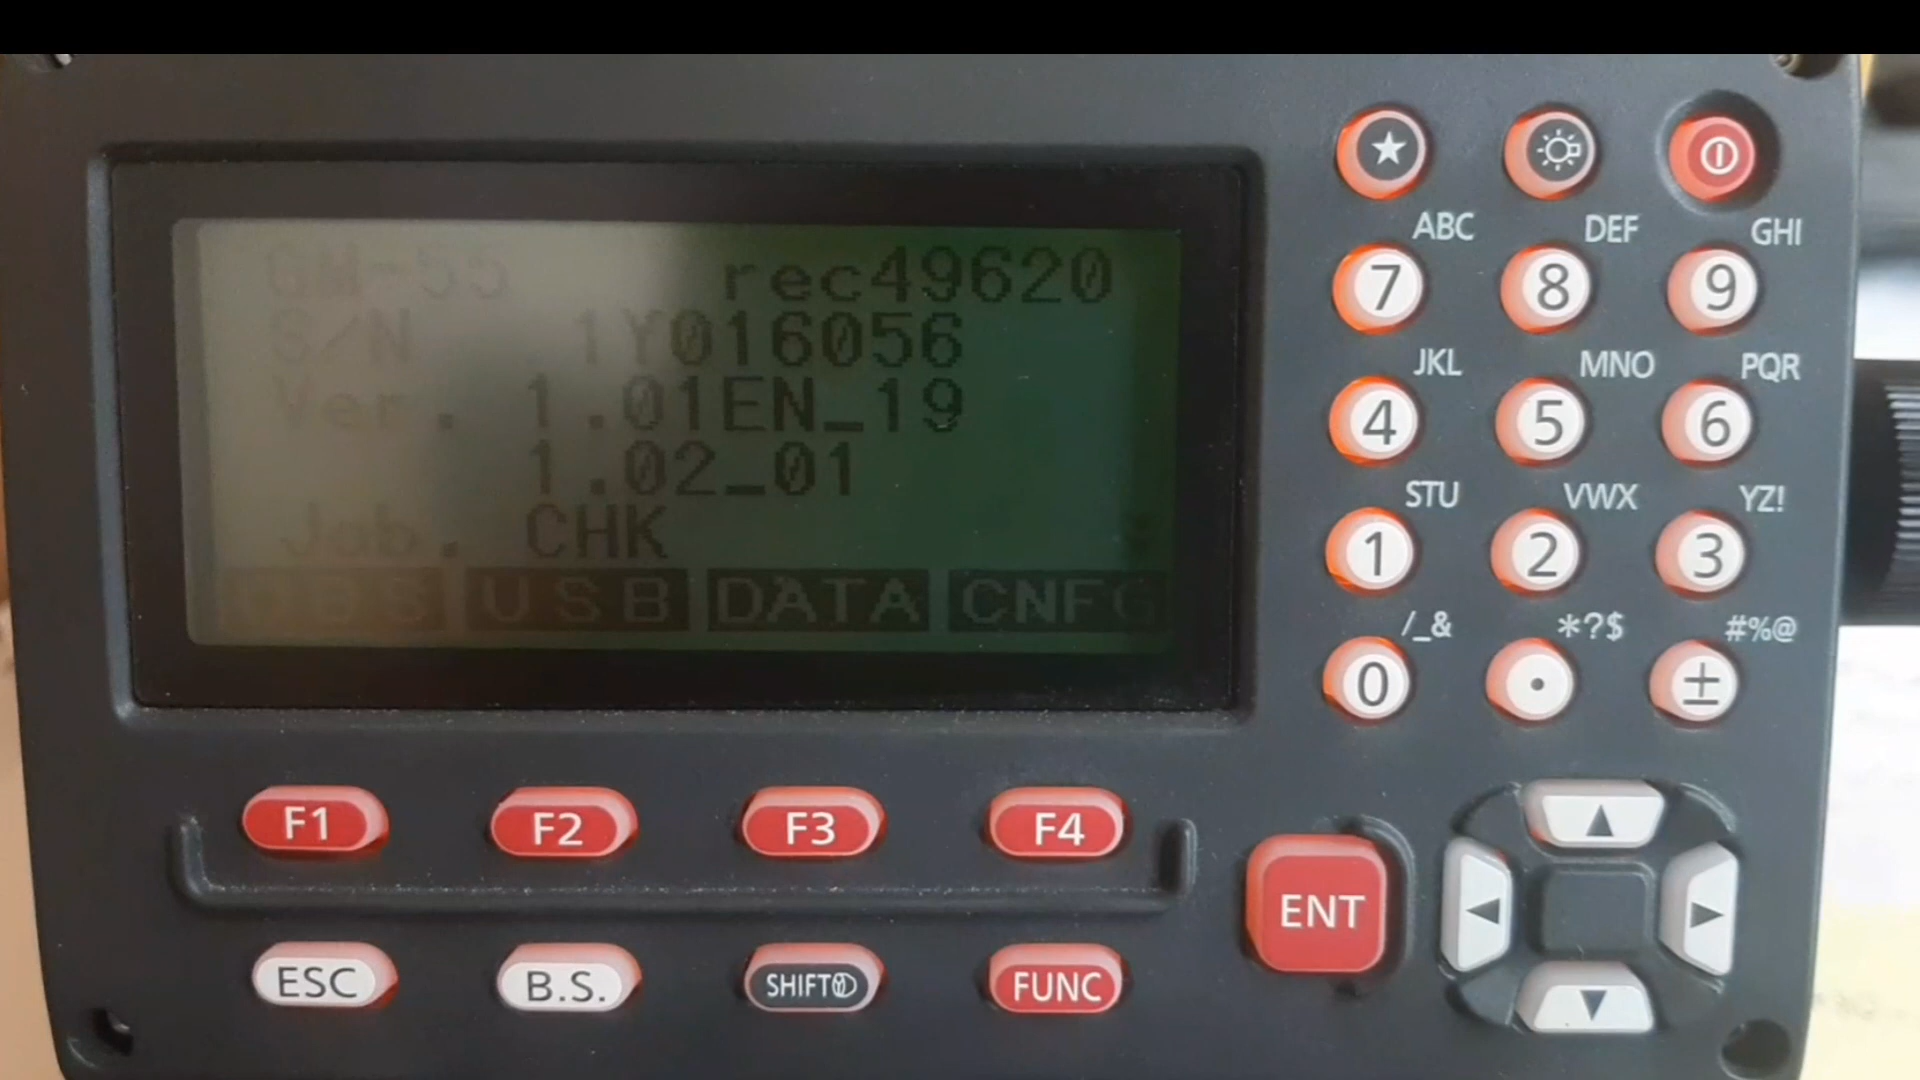 GM-55 rec49620
S/N 1Y016056
Ver. 1.01EN_19
1.02_01
Job. CHK
OBS USB DATA CNFG
ABC DEF GHI
7 8 9
JKL MNO PQR
4 5 6
STU VWX YZ!
1 2 3
/_& *?$ #%@
0 . ±
F1 F2 F3 F4
ENT
ESC B.S. SHIFT FUNC